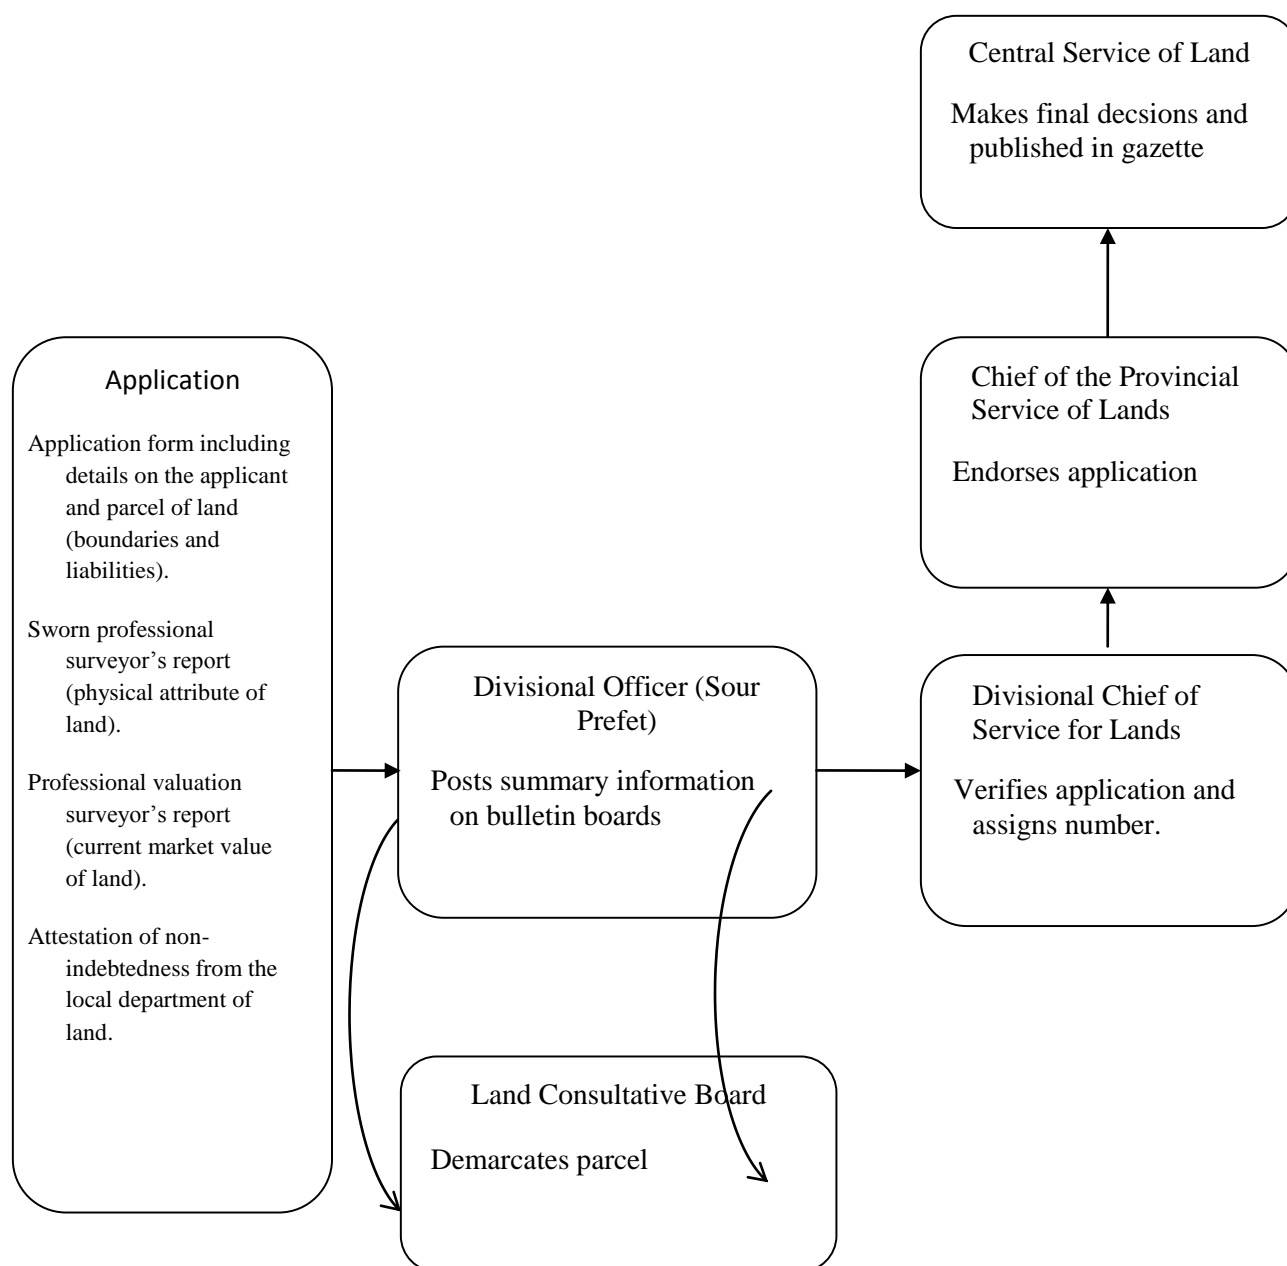 Central Service of Land
Makes final decsions and
published in gazette
Application
Application form including
details on the applicant
and parcel of land
(boundaries and
liabilities).
Sworn professional
surveyor’s report
(physical attribute of
land).
Professional valuation
surveyor’s report
(current market value
of land).
Attestation of non-
indebtedness from the
local department of
land.
Divisional Officer (Sour
Prefet)
Posts summary information
on bulletin boards
Land Consultative Board
Demarcates parcel
Chief of the Provincial
Service of Lands
Endorses application
Divisional Chief of
Service for Lands
Verifies application and
assigns number.